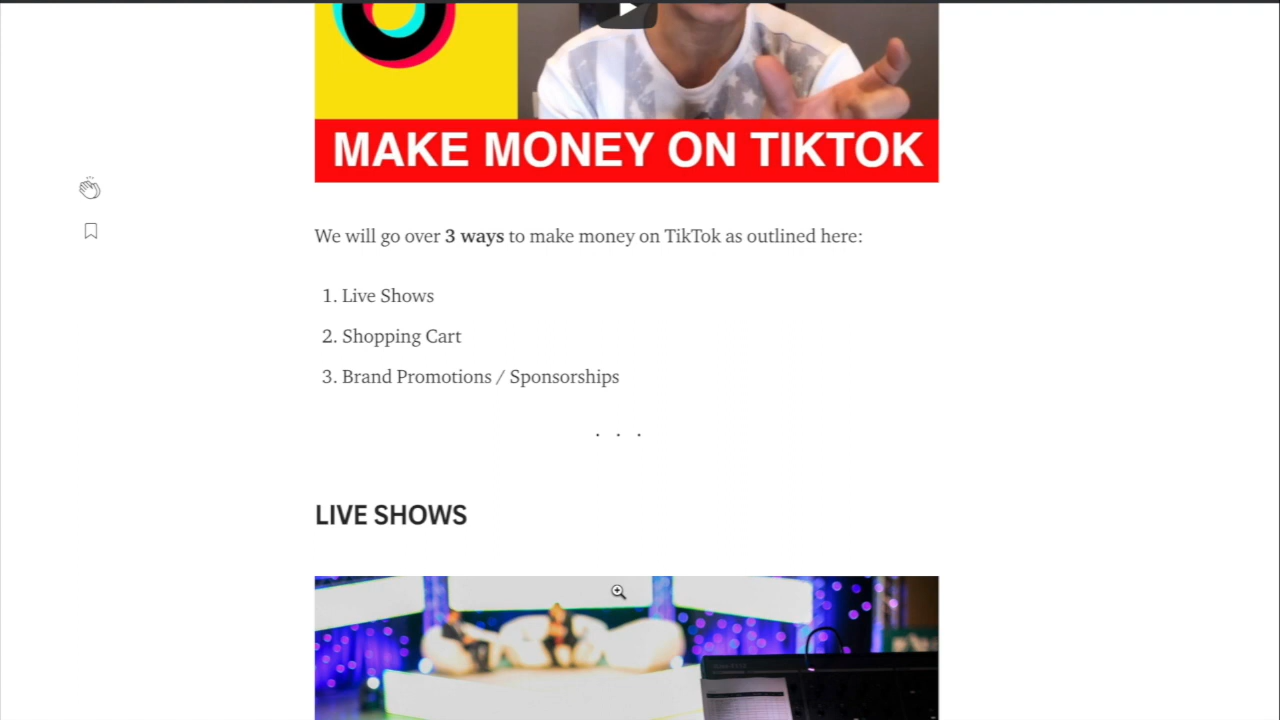 MAKE MONEY ON TIKTOK
We will go over 3 ways to make money on TikTok as outlined here:
1. Live Shows
2. Shopping Cart
3. Brand Promotions / Sponsorships
. . .
LIVE SHOWS